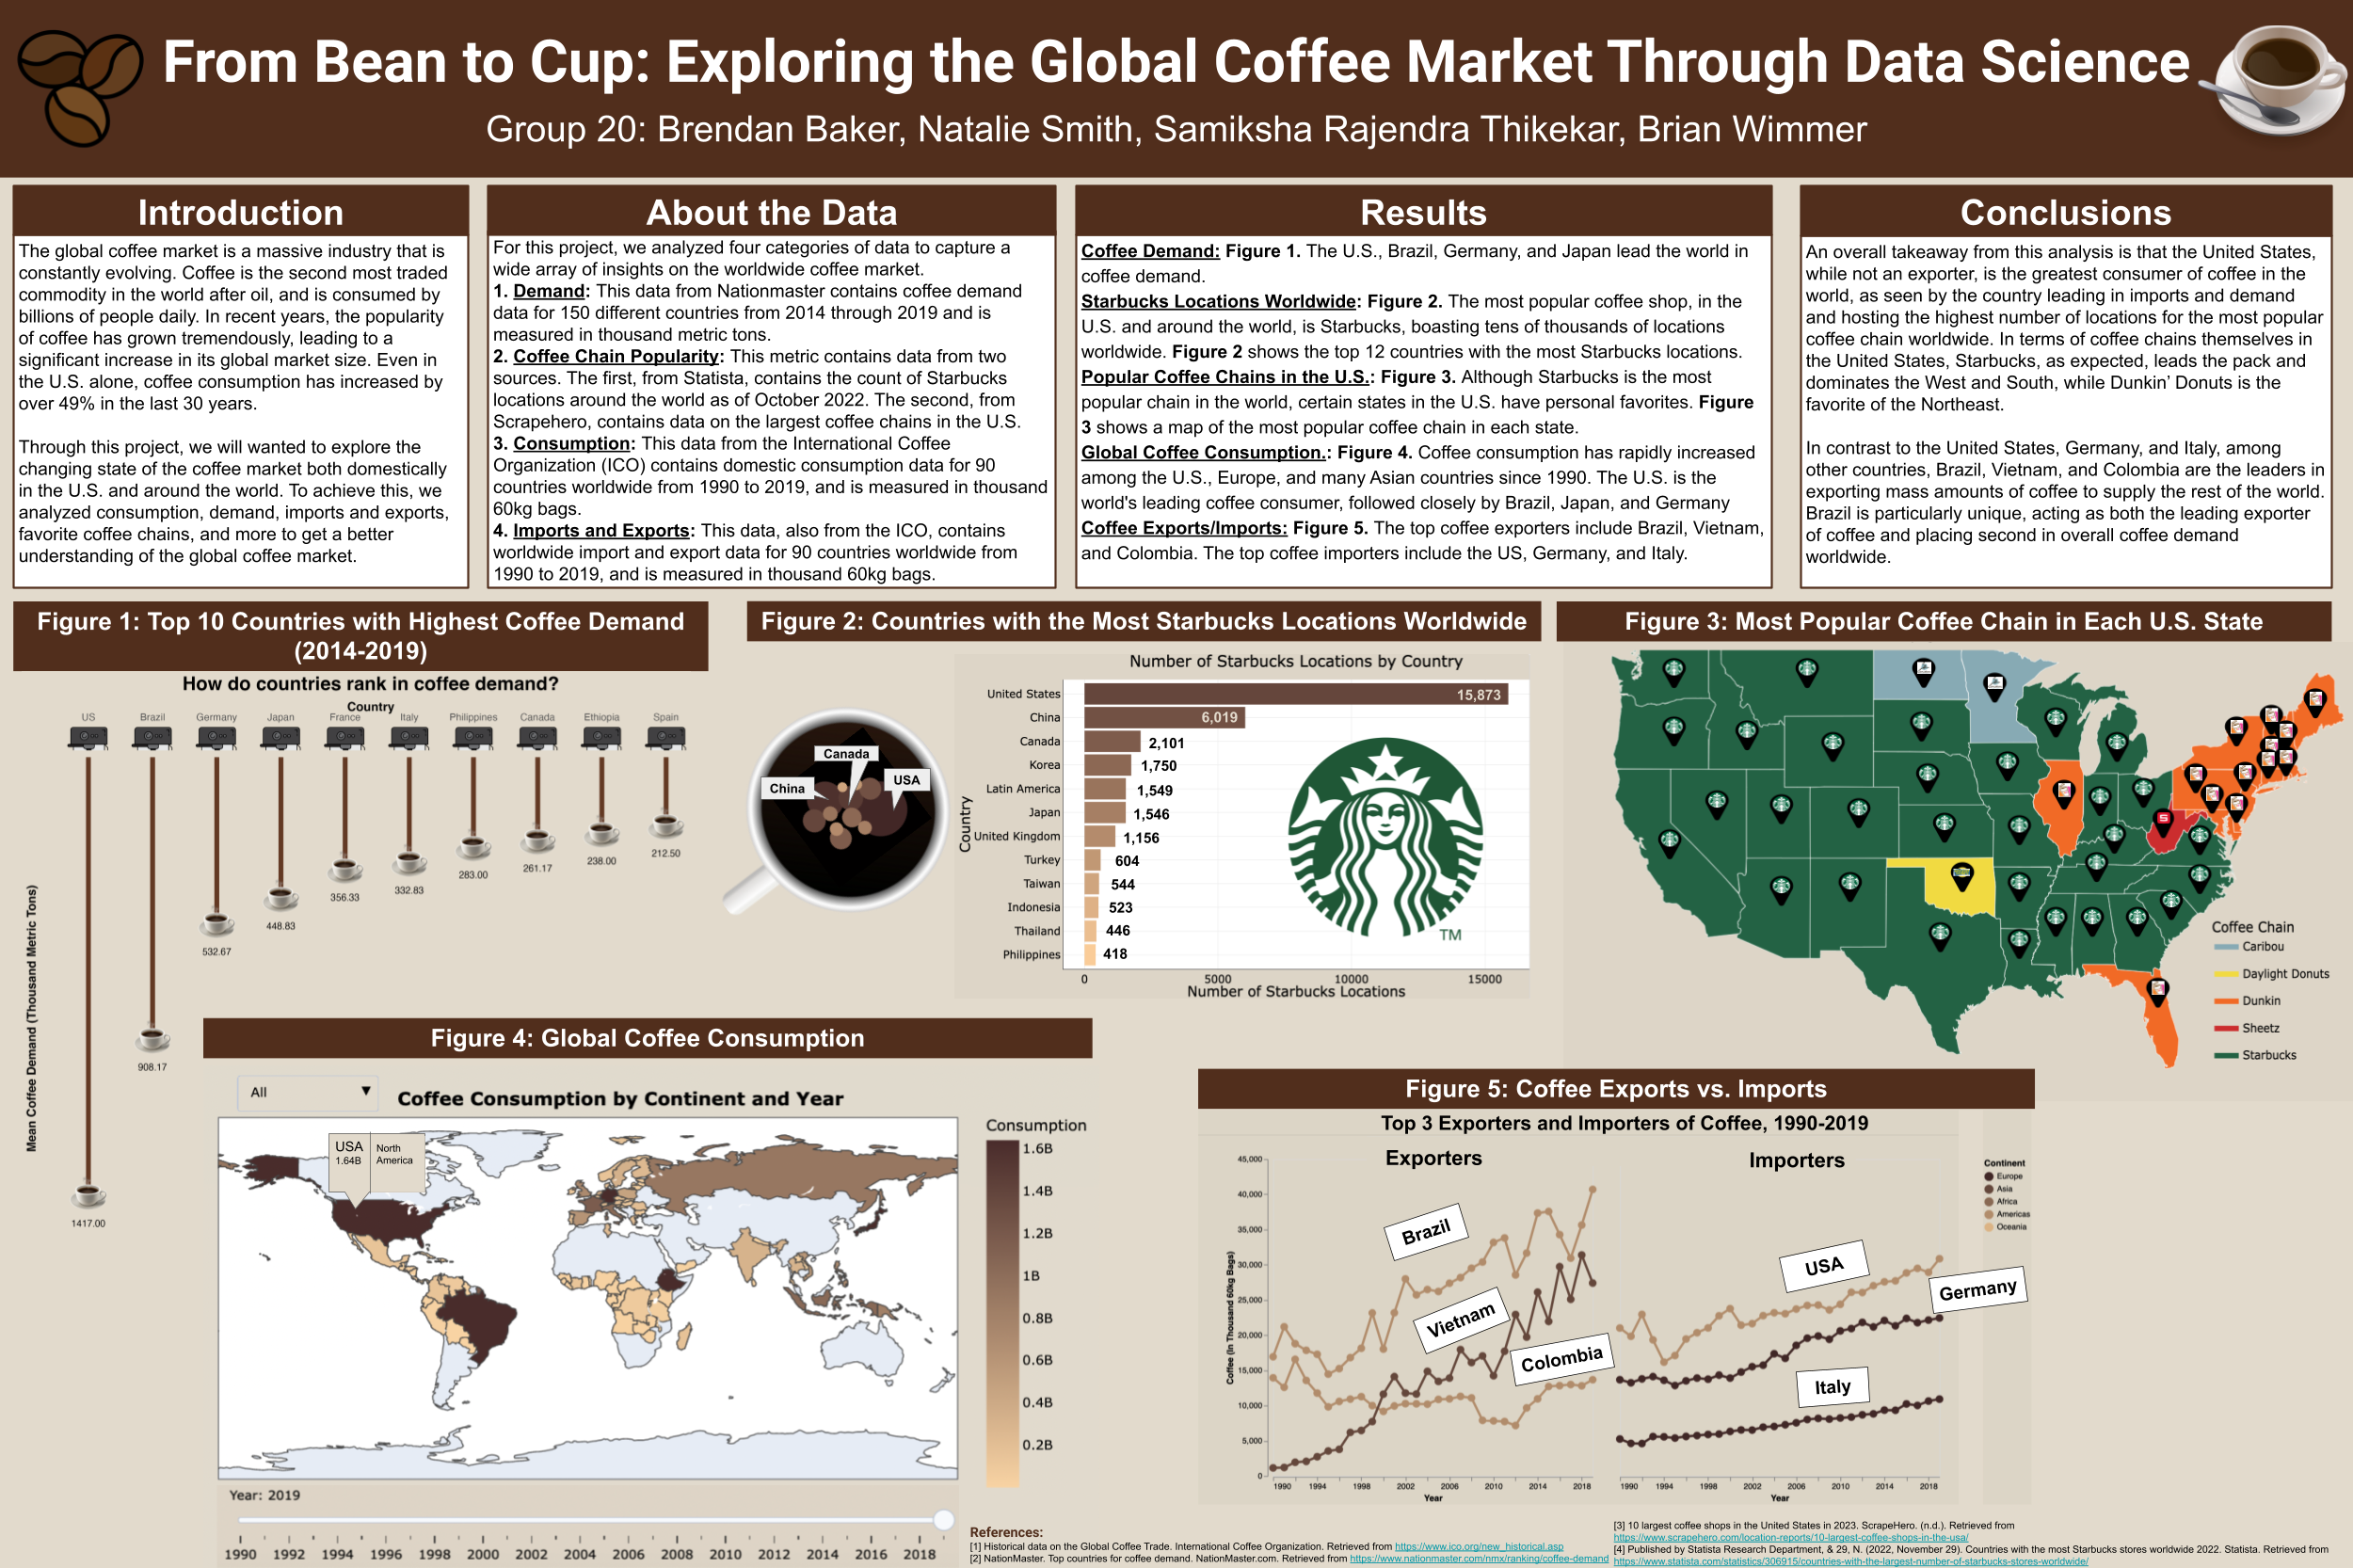 From Bean to Cup: Exploring the Global Coffee Market Through Data Science
Group 20: Brendan Baker, Natalie Smith, Samiksha Rajendra Thikekar, Brian Wimmer
Introduction
The global coffee market is a massive industry that is
constantly evolving. Coffee is the second most traded
commodity in the world after oil, and is consumed by
billions of people daily. In recent years, the popularity
of coffee has grown tremendously, leading to a
significant increase in its global market size. Even in
the U.S. alone, coffee consumption has increased by
over 49% in the last 30 years.
Through this project, we will wanted to explore the
changing state of the coffee market both domestically
in the U.S. and around the world. To achieve this, we
analyzed consumption, demand, imports and exports,
favorite coffee chains, and more to get a better
understanding of the global coffee market.
About the Data
For this project, we analyzed four categories of data to capture a
wide array of insights on the worldwide coffee market.
1. Demand: This data from Nationmaster contains coffee demand
data for 150 different countries from 2014 through 2019 and is
measured in thousand metric tons.
2. Coffee Chain Popularity: This metric contains data from two
sources. The first, from Statista, contains the count of Starbucks
locations around the world as of October 2022. The second, from
Scrapehero, contains data on the largest coffee chains in the U.S.
3. Consumption: This data from the International Coffee
Organization (ICO) contains domestic consumption data for 90
countries worldwide from 1990 to 2019, and is measured in thousand
60kg bags.
4. Imports and Exports: This data, also from the ICO, contains
worldwide import and export data for 90 countries worldwide from
1990 to 2019, and is measured in thousand 60kg bags.
Results
Coffee Demand: Figure 1. The U.S., Brazil, Germany, and Japan lead the world in
coffee demand.
Starbucks Locations Worldwide: Figure 2. The most popular coffee shop, in the
U.S. and around the world, is Starbucks, boasting tens of thousands of locations
worldwide. Figure 2 shows the top 12 countries with the most Starbucks locations.
Popular Coffee Chains in the U.S.: Figure 3. Although Starbucks is the most
popular chain in the world, certain states in the U.S. have personal favorites. Figure
3 shows a map of the most popular coffee chain in each state.
Global Coffee Consumption.: Figure 4. Coffee consumption has rapidly increased
among the U.S., Europe, and many Asian countries since 1990. The U.S. is the
world's leading coffee consumer, followed closely by Brazil, Japan, and Germany
Coffee Exports/Imports: Figure 5. The top coffee exporters include Brazil, Vietnam,
and Colombia. The top coffee importers include the US, Germany, and Italy.
Conclusions
An overall takeaway from this analysis is that the United States,
while not an exporter, is the greatest consumer of coffee in the
world, as seen by the country leading in imports and demand
and hosting the highest number of locations for the most popular
coffee chain worldwide. In terms of coffee chains themselves in
the United States, Starbucks, as expected, leads the pack and
dominates the West and South, while Dunkin' Donuts is the
favorite of the Northeast.
In contrast to the United States, Germany, and Italy, among
other countries, Brazil, Vietnam, and Colombia are the leaders in
exporting mass amounts of coffee to supply the rest of the world.
Brazil is particularly unique, acting as both the leading exporter
of coffee and placing second in overall coffee demand
worldwide.
Figure 1: Top 10 Countries with Highest Coffee Demand
(2014-2019)
How do countries rank in coffee demand?
Country
US Brazil Germany Japan France Italy Philippines Canada Ethiopia Spain
Mean Coffee Demand (Thousand Metric Tons)
1417.00
908.17
532.67
448.83
356.33
332.83
283.00
261.17
238.00
212.50
Figure 2: Countries with the Most Starbucks Locations Worldwide
China
Canada
USA
Number of Starbucks Locations by Country
Country
United States 15,873
China 6,019
Canada 2,101
Korea 1,750
Latin America 1,549
Japan 1,546
United Kingdom 1,156
Turkey 604
Taiwan 544
Indonesia 523
Thailand 446
Philippines 418
TM
0 5000 10000 15000
Number of Starbucks Locations
Figure 3: Most Popular Coffee Chain in Each U.S. State
Coffee Chain
Caribou
Daylight Donuts
Dunkin
Sheetz
Starbucks
Figure 4: Global Coffee Consumption
All ▼
Coffee Consumption by Continent and Year
USA
1.64B
North
America
Consumption
1.6B
1.4B
1.2B
1B
0.8B
0.6B
0.4B
0.2B
Year: 2019
1990 1992 1994 1996 1998 2000 2002 2004 2006 2008 2010 2012 2014 2016 2018
Figure 5: Coffee Exports vs. Imports
Top 3 Exporters and Importers of Coffee, 1990-2019
Exporters
Importers
Coffee (In Thousand 60kg Bags)
45,000
40,000
35,000
30,000
25,000
20,000
15,000
10,000
5,000
0
Brazil
Vietnam
Colombia
USA
Germany
Italy
1990 1994 1998 2002 2006 2010 2014 2018
Year
1990 1994 1998 2002 2006 2010 2014 2018
Year
Continent
Europe
Asia
Africa
Americas
Oceania
References:
[1] Historical data on the Global Coffee Trade. International Coffee Organization. Retrieved from https://www.ico.org/new_historical.asp
[2] NationMaster. Top countries for coffee demand. NationMaster.com. Retrieved from https://www.nationmaster.com/nmx/ranking/coffee-demand
[3] 10 largest coffee shops in the United States in 2023. ScrapeHero. (n.d.). Retrieved from
https://www.scrapehero.com/location-reports/10-largest-coffee-shops-in-the-usa/
[4] Published by Statista Research Department, & 29, N. (2022, November 29). Countries with the most Starbucks stores worldwide 2022. Statista. Retrieved from
https://www.statista.com/statistics/306915/countries-with-the-largest-number-of-starbucks-stores-worldwide/